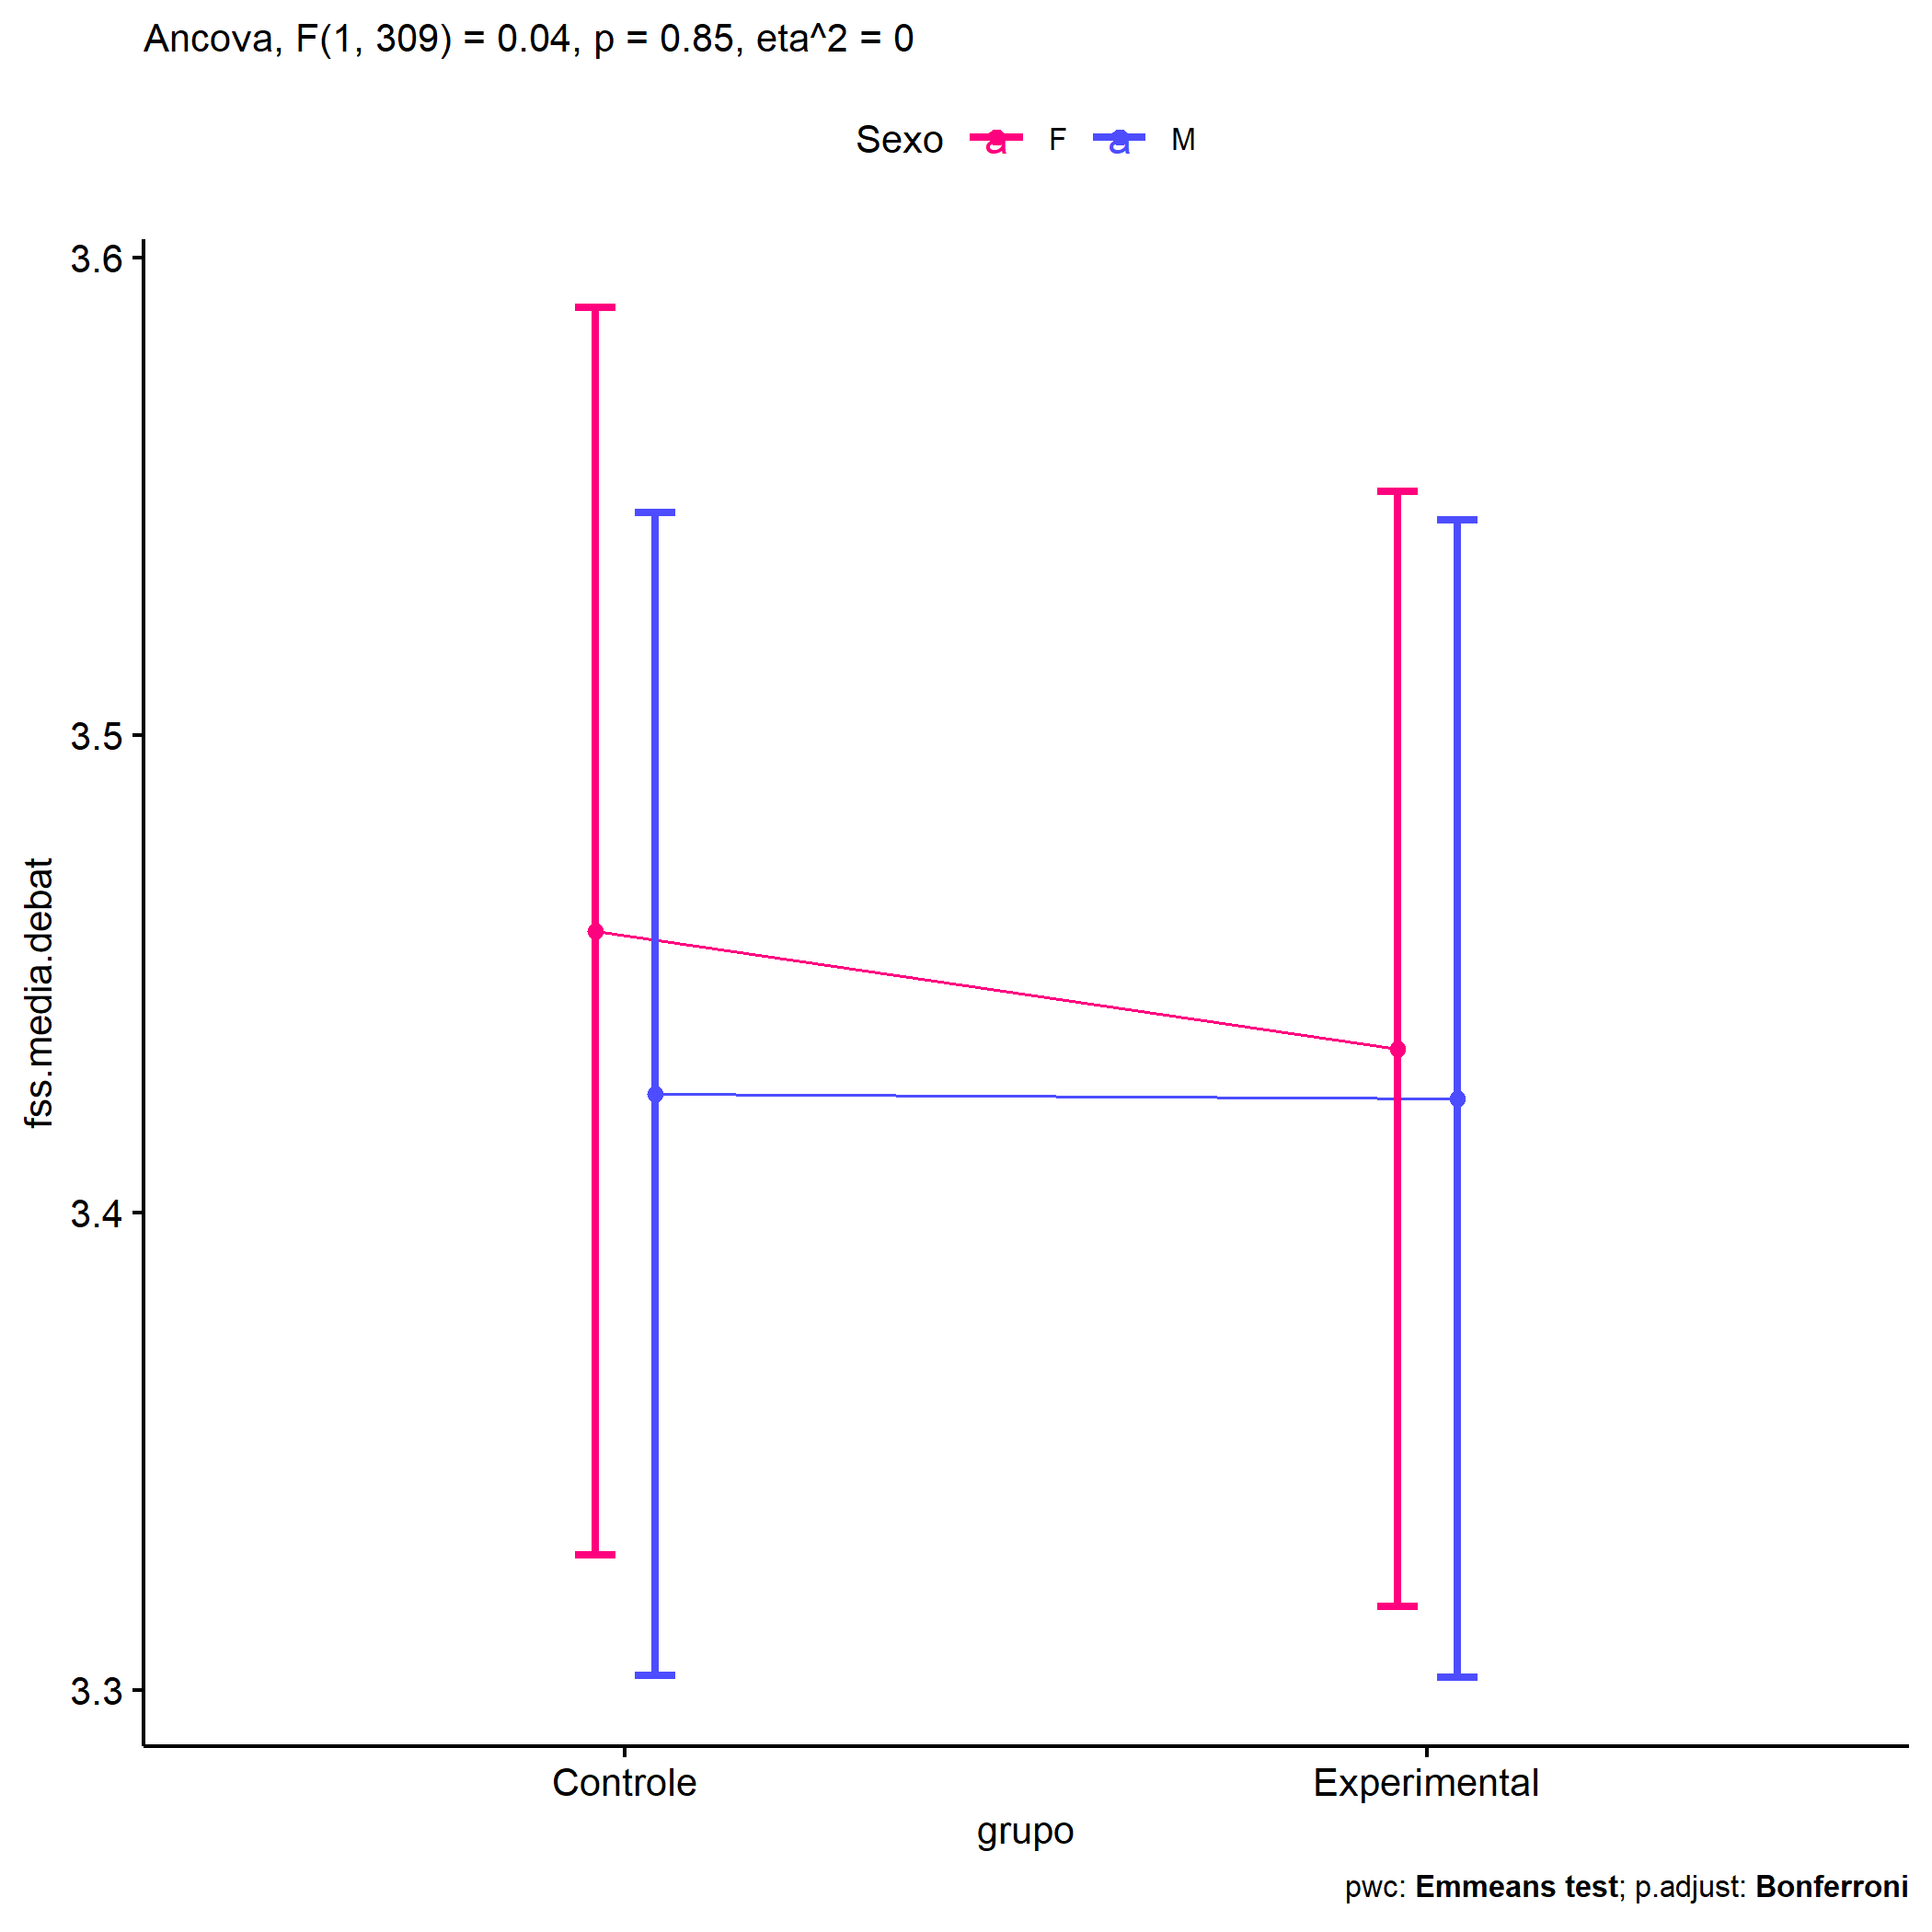 Ancova, F(1, 309) = 0.04, p = 0.85, eta^2 = 0
Sexo a F a M
3.6
3.5
3.4
3.3
fss.media.debat
Controle Experimental
grupo
pwc: Emmeans test; p.adjust: Bonferroni